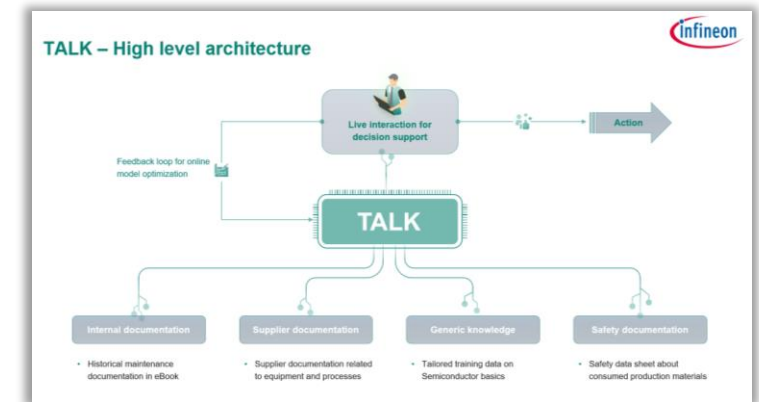 infineon
TALK – High level architecture
Live interaction for
decision support
Action
Feedback loop for online
model optimization
TALK
Internal documentation
Supplier documentation
Generic knowledge
Safety documentation
• Historical maintenance
documentation in eBook
• Supplier documentation related
to equipment and processes
• Tailored training data on
Semiconductor basics
• Safety data sheet about
consumed production materials